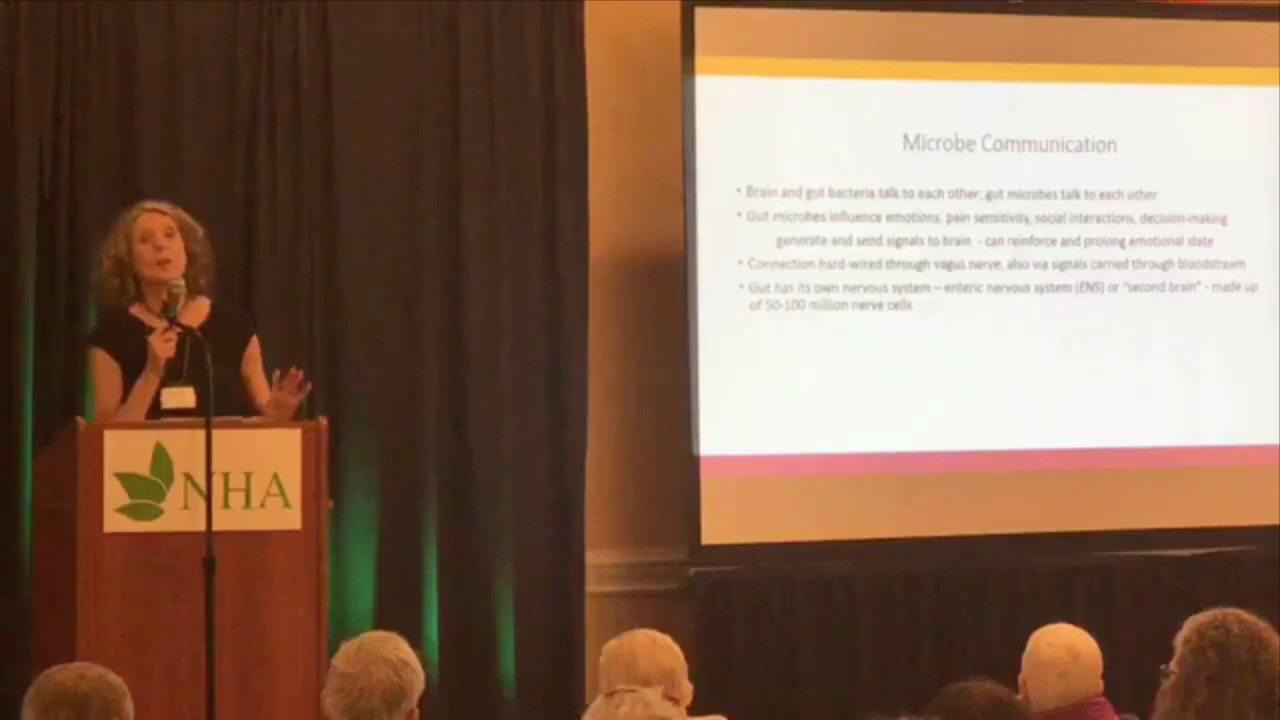 Microbe Communication
• Brain and gut bacteria talk to each other; gut microbes talk to each other
• Gut microbes influence emotions, pain sensitivity, social interactions, decision-making
generate and send signals to brain - can reinforce and prolong emotional state
• Connection hard-wired through vagus nerve, also via signals carried through bloodstream
• Gut has its own nervous system – enteric nervous system (ENS) or "second brain" - made up
of 50-100 million nerve cells
NHA